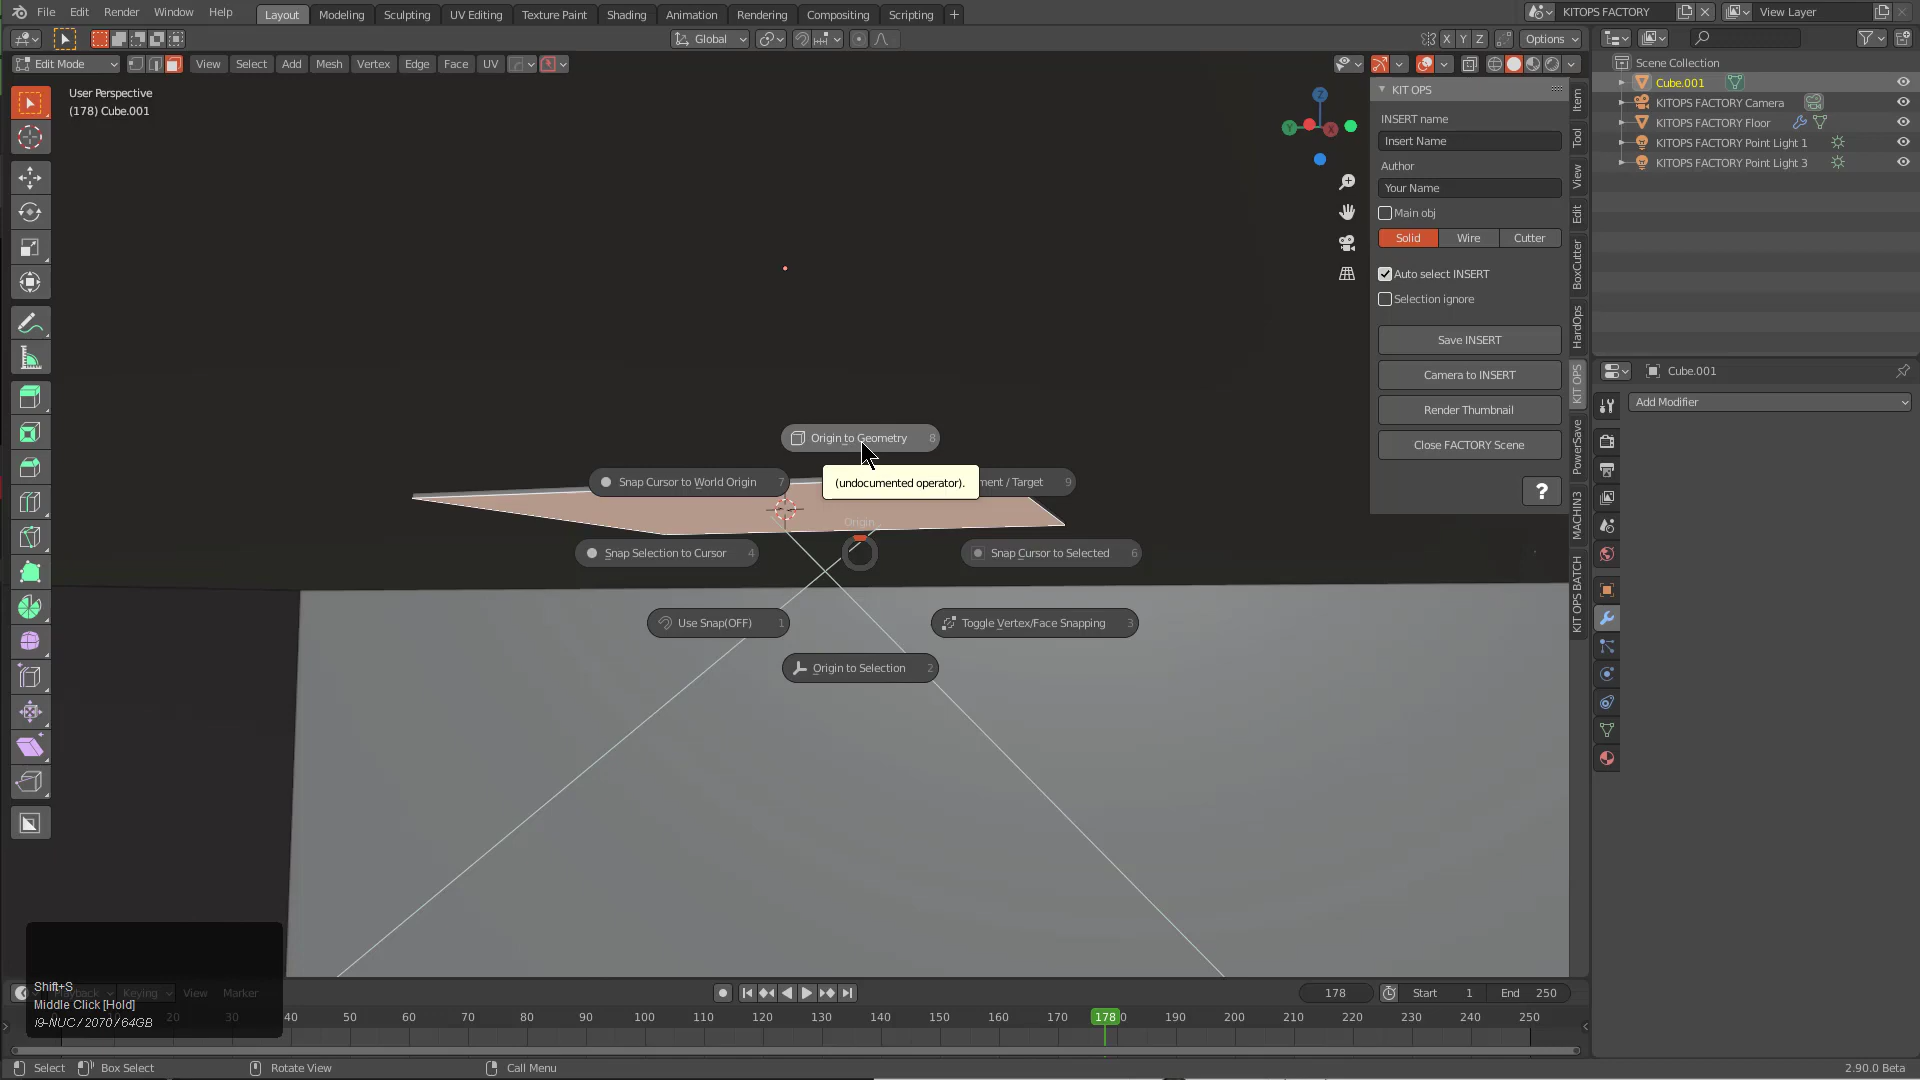 File Edit Render Window Help
Layout Modeling Sculpting UV Editing Texture Paint Shading Animation Rendering Compositing Scripting +
KITOPS FACTORY
View Layer
Global
X Y Z
Options
Edit Mode
View Select Add Mesh Vertex Edge Face UV
User Perspective
(178) Cube.001
Z
Y
X
KIT OPS
INSERT name
Insert Name
Author
Your Name
Main obj
Solid Wire Cutter
Auto select INSERT
Selection ignore
Save INSERT
Camera to INSERT
Render Thumbnail
Close FACTORY Scene
?
Item
Tool
View
Edit
BoxCutter
HardOps
KIT OPS
PowerSave
MACHIN3
KIT OPS BATCH
Scene Collection
Cube.001
KITOPS FACTORY Camera
KITOPS FACTORY Floor
KITOPS FACTORY Point Light 1
KITOPS FACTORY Point Light 3
Cube.001
Add Modifier
Origin to Geometry 8
Snap Cursor to World Origin 7
(undocumented operator).
ment / Target 9
Origin
Snap Selection to Cursor 4
Snap Cursor to Selected 6
Use Snap(OFF) 1
Toggle Vertex/Face Snapping 3
Origin to Selection 2
Shift+S
Middle Click [Hold]
i9-NUC / 2070 / 64GB
Playback Keying View Marker
178
Start 1
End 250
20 30 40 50 60 70 80 90 100 110 120 130 140 150 160 170 178 190 200 210 220 230 240 250
Select
Box Select
Rotate View
Call Menu
2.90.0 Beta